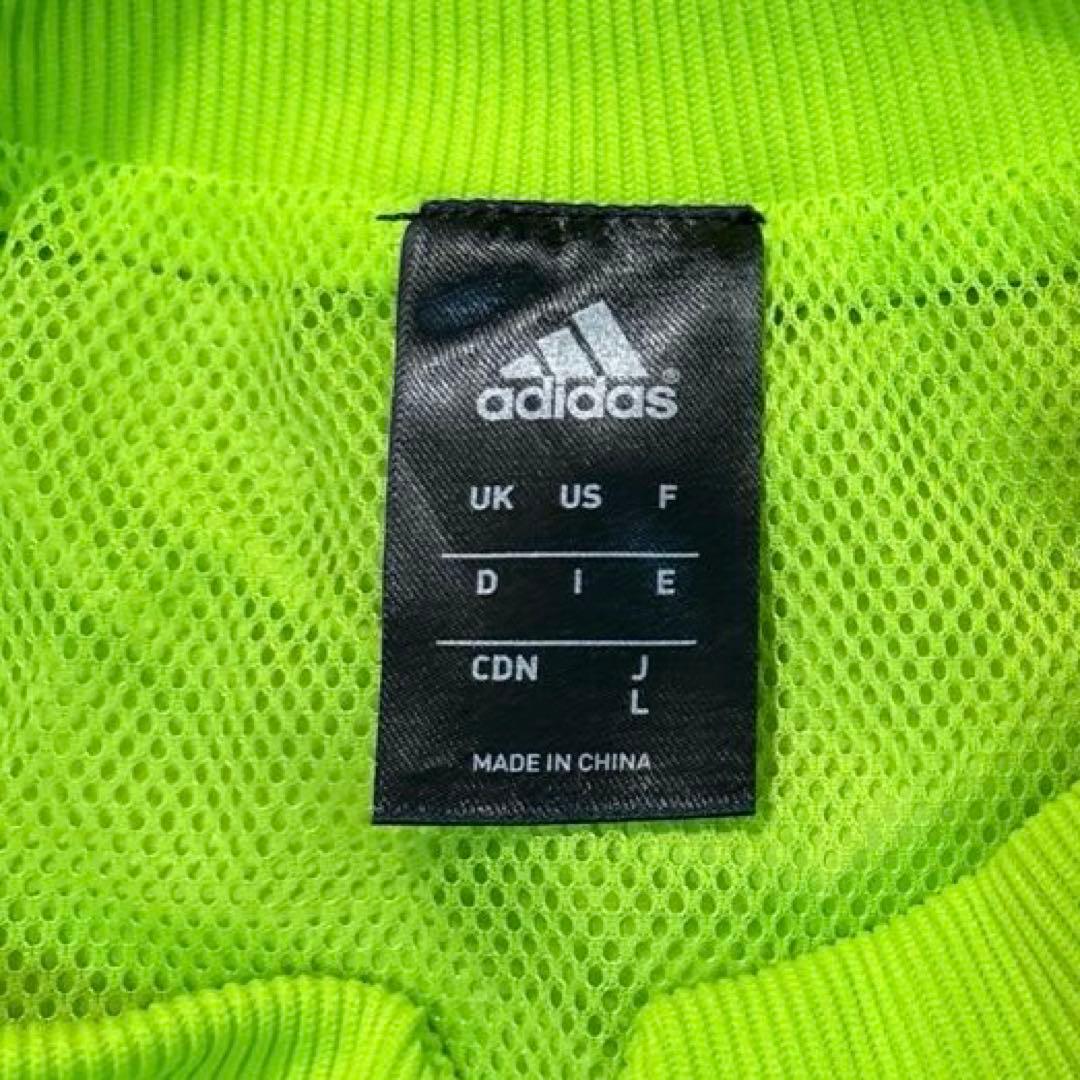 adidas®
UK US F
D I E
CDN J
L
MADE IN CHINA